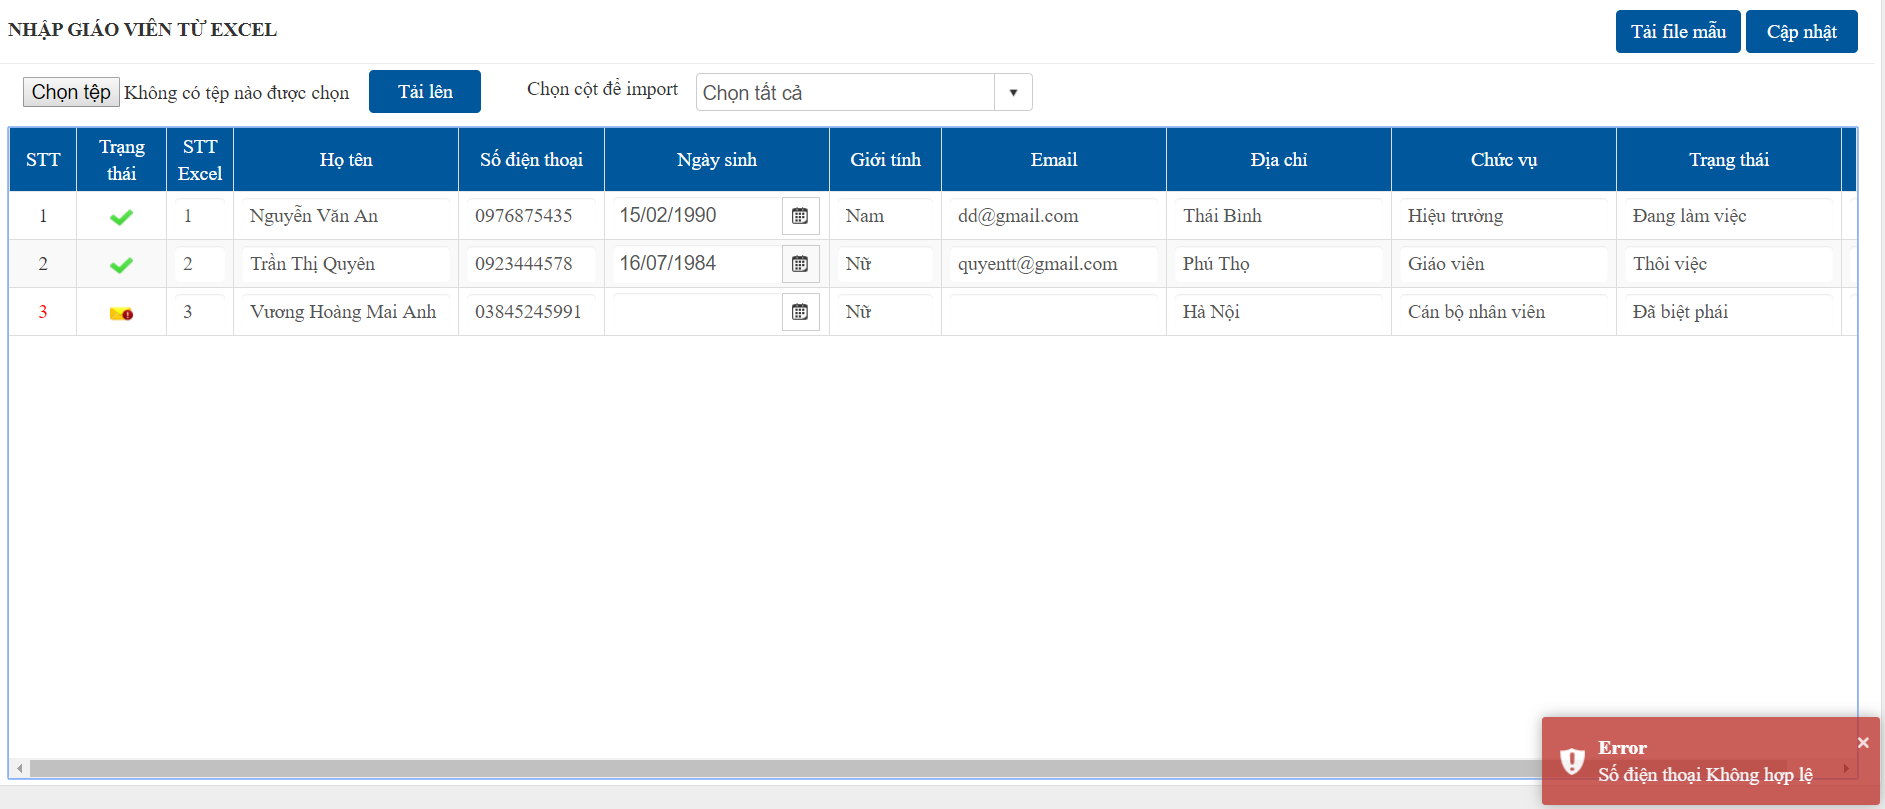 NHẬP GIÁO VIÊN TỪ EXCEL
Tải file mẫu Cập nhật
Chọn tệp Không có tệp nào được chọn Tải lên Chọn cột để import Chọn tất cả
STT Trạng thái STT Excel Họ tên Số điện thoại Ngày sinh Giới tính Email Địa chỉ Chức vụ Trạng thái
1 1 Nguyễn Văn An 0976875435 15/02/1990 Nam dd@gmail.com Thái Bình Hiệu trưởng Đang làm việc
2 2 Trần Thị Quyên 0923444578 16/07/1984 Nữ quyentt@gmail.com Phú Thọ Giáo viên Thôi việc
3 3 Vương Hoàng Mai Anh 03845245991 Nữ Hà Nội Cán bộ nhân viên Đã biệt phái
Error
Số điện thoại Không hợp lệ